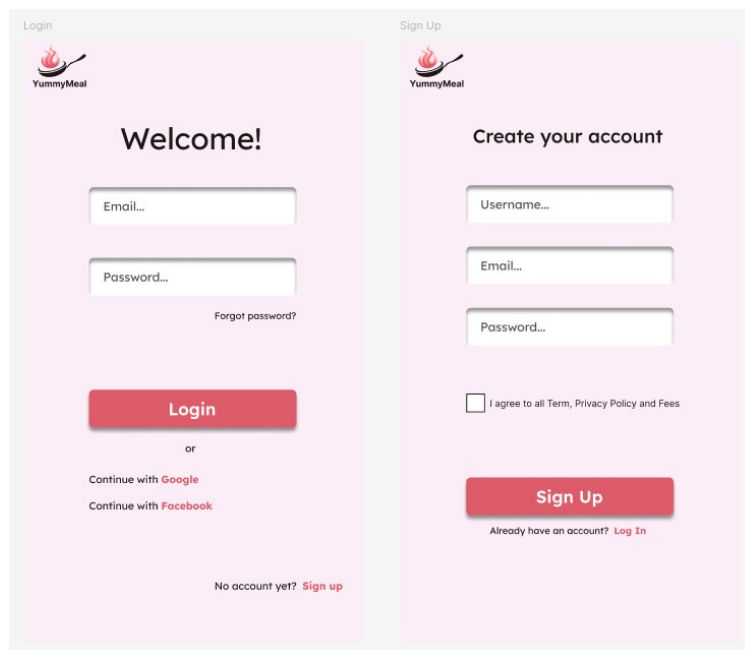 Login
YummyMeal
Welcome!
Email...
Password...
Forgot password?
Login
or
Continue with Google
Continue with Facebook
No account yet? Sign up
Sign Up
YummyMeal
Create your account
Username...
Email...
Password...
I agree to all Term, Privacy Policy and Fees
Sign Up
Already have an account? Log In